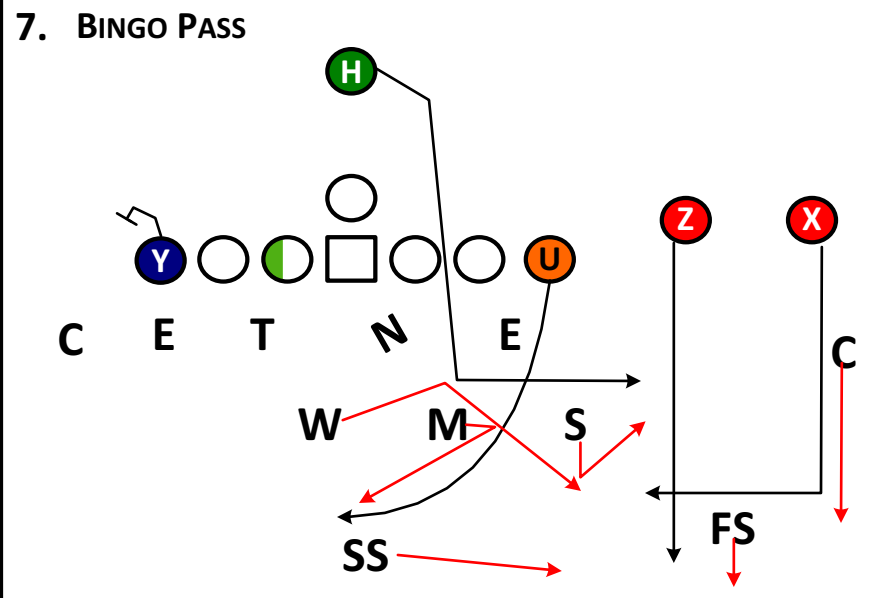 7. BINGO PASS
H
Z X
Y U
C E T N E C
W M S
FS
SS